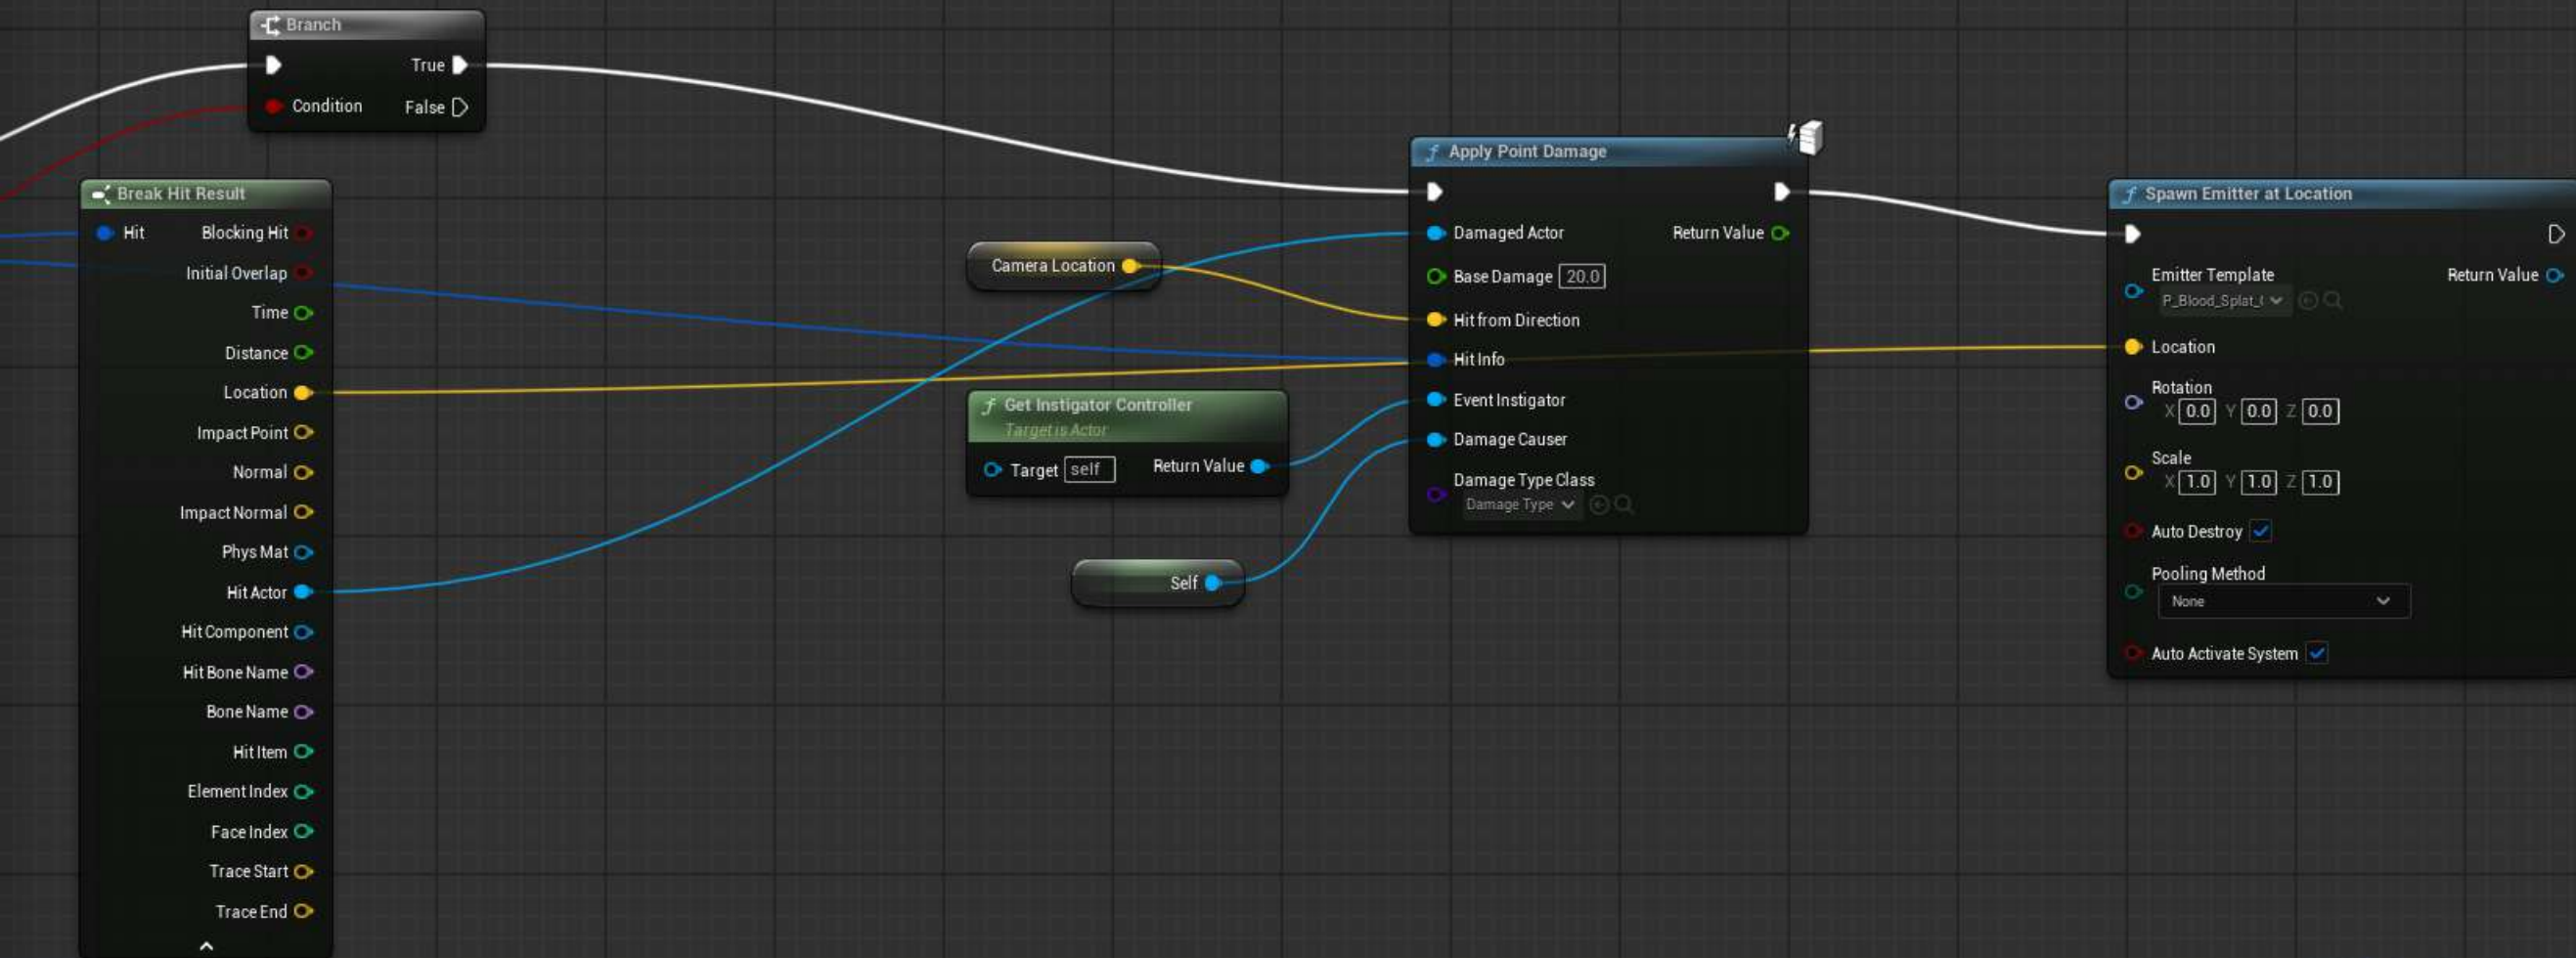 Branch
True
Condition
False
Break Hit Result
Hit
Blocking Hit
Initial Overlap
Time
Distance
Location
Impact Point
Normal
Impact Normal
Phys Mat
Hit Actor
Hit Component
Hit Bone Name
Bone Name
Hit Item
Element Index
Face Index
Trace Start
Trace End
Camera Location
Get Instigator Controller
Target is Actor
Target self
Return Value
Self
Apply Point Damage
Damaged Actor
Return Value
Base Damage 20.0
Hit from Direction
Hit Info
Event Instigator
Damage Causer
Damage Type Class
Damage Type
Spawn Emitter at Location
Emitter Template
Return Value
P_Blood_Splat_
Location
Rotation
X 0.0 Y 0.0 Z 0.0
Scale
X 1.0 Y 1.0 Z 1.0
Auto Destroy
Pooling Method
None
Auto Activate System